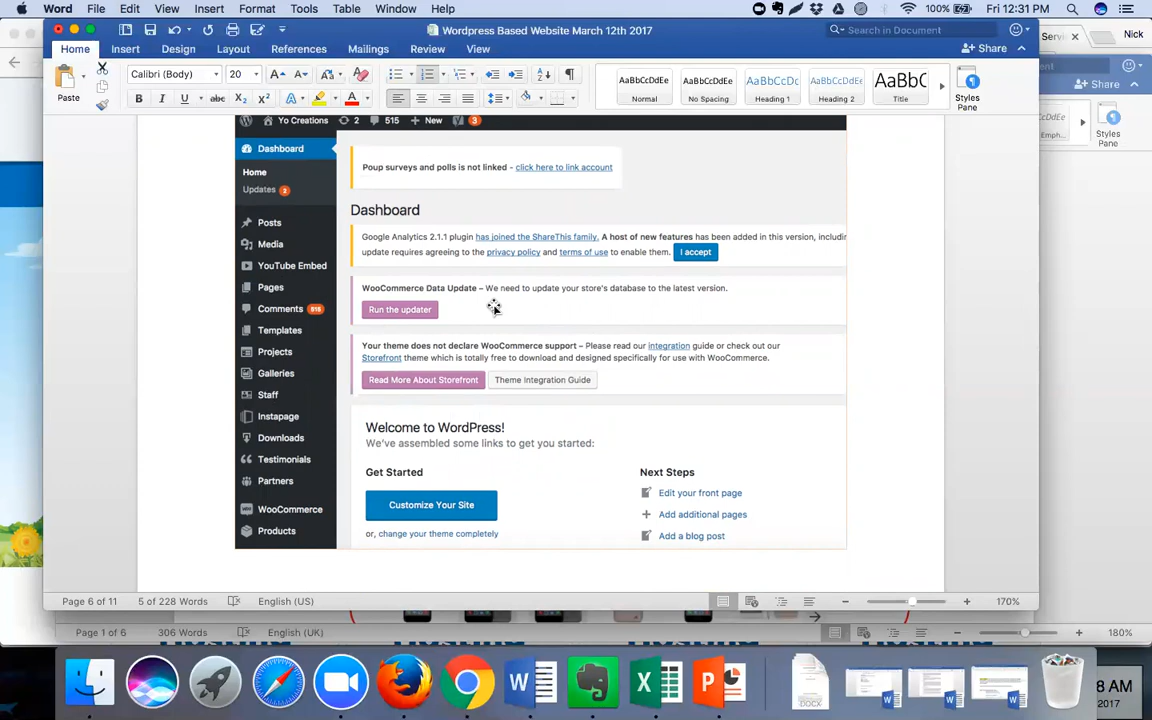 Word File Edit View Insert Format Tools Table Window Help 100% Fri 12:31 PM
Wordpress Based Website March 12th 2017
Search in Document
Nick
Home Insert Design Layout References Mailings Review View Share
Share
Paste
Calibri (Body) 20
AaBbCcDdEe AaBbCcDdEe AaBbCcDc AaBbCcDdEe AaBbC
Normal No Spacing Heading 1 Heading 2 Title
Styles
Pane
Styles
Pane
Emph...
Yo Creations 2 515 + New 3
Dashboard
Home
Updates 2
Posts
Media
YouTube Embed
Pages
Comments 515
Templates
Projects
Galleries
Staff
Instapage
Downloads
Testimonials
Partners
WooCommerce
Products
Poup surveys and polls is not linked - click here to link account
Dashboard
Google Analytics 2.1.1 plugin has joined the ShareThis family. A host of new features has been added in this version, includin
update requires agreeing to the privacy policy and terms of use to enable them. I accept
WooCommerce Data Update – We need to update your store's database to the latest version.
Run the updater
Your theme does not declare WooCommerce support – Please read our integration guide or check out our
Storefront theme which is totally free to download and designed specifically for use with WooCommerce.
Read More About Storefront Theme Integration Guide
Welcome to WordPress!
We've assembled some links to get you started:
Get Started
Customize Your Site
or, change your theme completely
Next Steps
Edit your front page
Add additional pages
Add a blog post
Page 6 of 11 5 of 228 Words English (US) 170%
Page 1 of 6 306 Words English (UK) 180%
DOCX
8 AM
2017